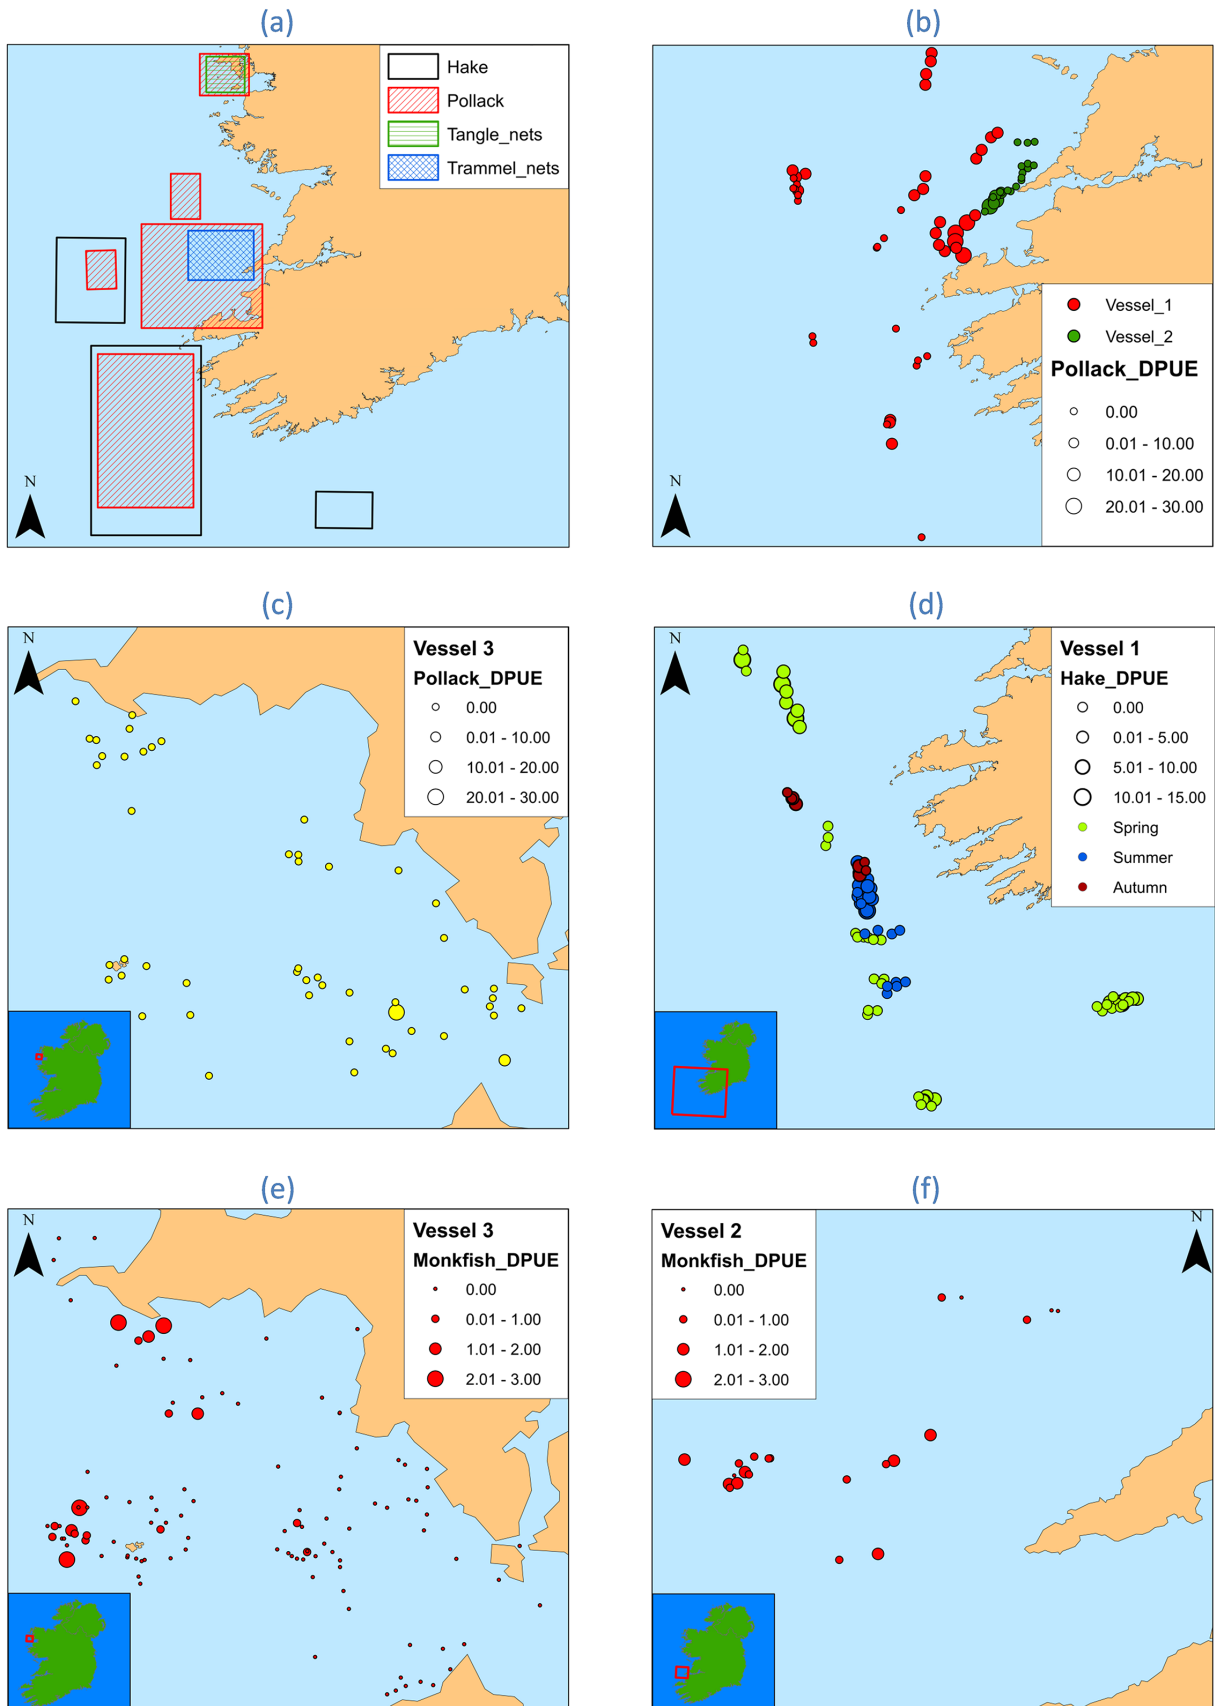 (a)
Hake
Pollack
Tangle_nets
Trammel_nets
N
(b)
Vessel_1
Vessel_2
Pollack_DPUE
0.00
0.01 - 10.00
10.01 - 20.00
20.01 - 30.00
N
(c)
N
Vessel 3
Pollack_DPUE
0.00
0.01 - 10.00
10.01 - 20.00
20.01 - 30.00
(d)
N
Vessel 1
Hake_DPUE
0.00
0.01 - 5.00
5.01 - 10.00
10.01 - 15.00
Spring
Summer
Autumn
(e)
N
Vessel 3
Monkfish_DPUE
0.00
0.01 - 1.00
1.01 - 2.00
2.01 - 3.00
(f)
Vessel 2
Monkfish_DPUE
0.00
0.01 - 1.00
1.01 - 2.00
2.01 - 3.00
N